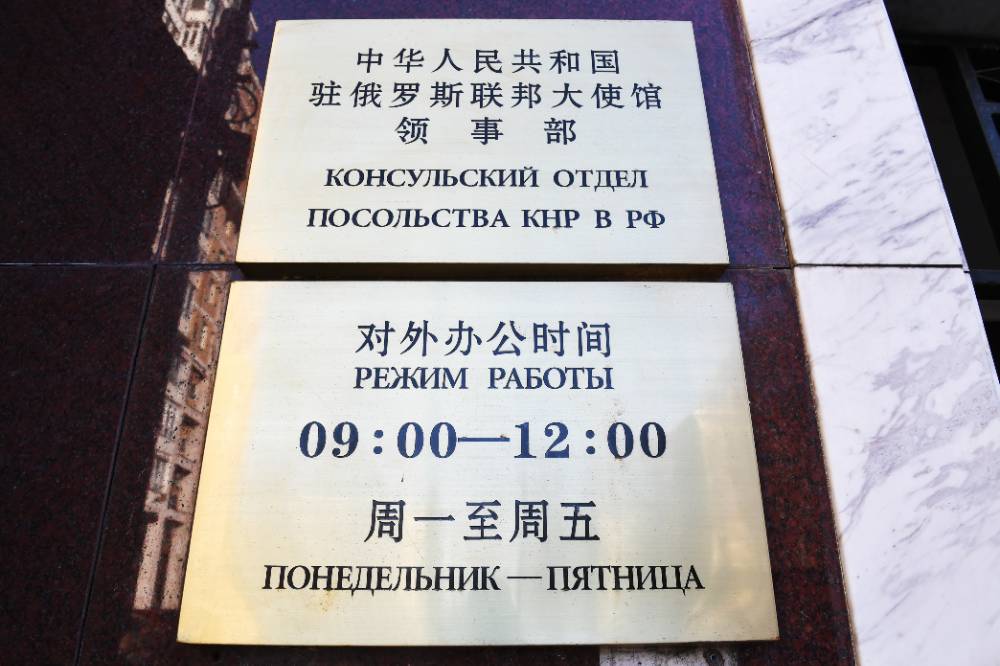 中华人民共和国
驻俄罗斯联邦大使馆
领 事 部
КОНСУЛЬСКИЙ ОТДЕЛ
ПОСОЛЬСТВА КНР В РФ
对外办公时间
РЕЖИМ РАБОТЫ
09:00—12:00
周一至周五
ПОНЕДЕЛЬНИК — ПЯТНИЦА